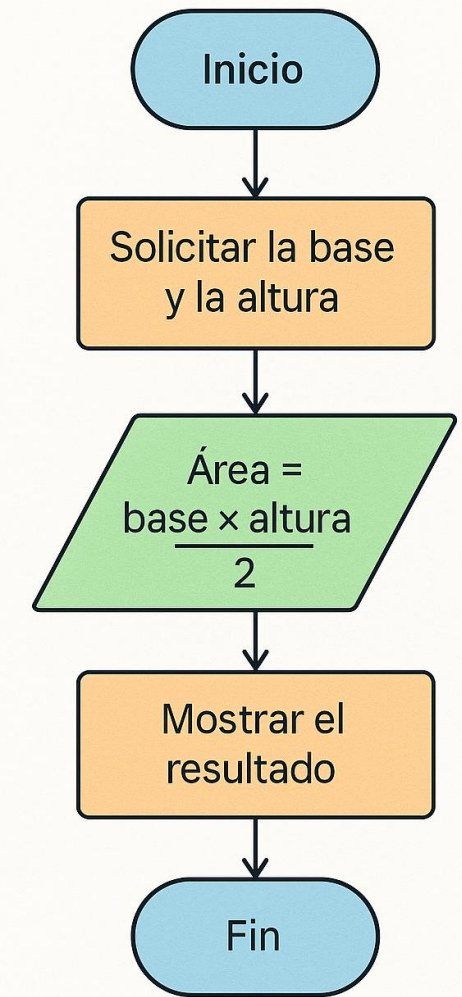 Inicio
Solicitar la base
y la altura
Área =
base × altura
2
Mostrar el
resultado
Fin